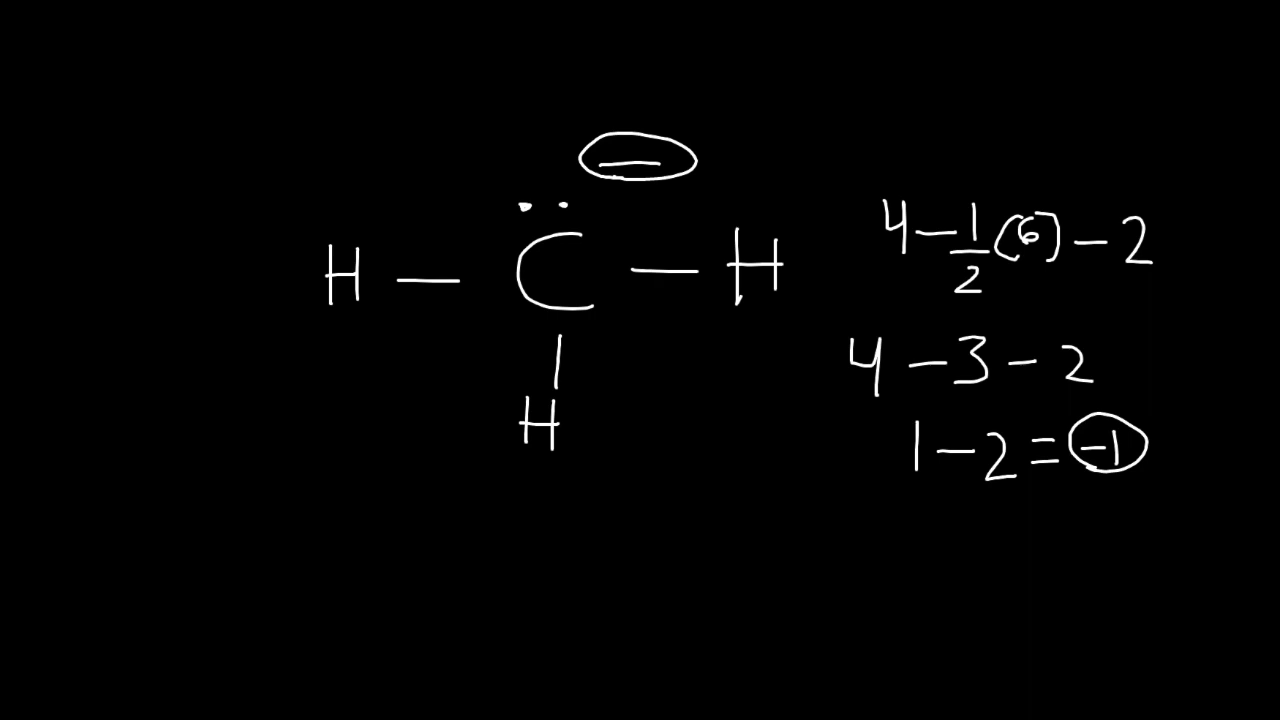 —
H — C̈ — H
|
H
4 - 1/2 (6) - 2
4 - 3 - 2
1 - 2 = -1